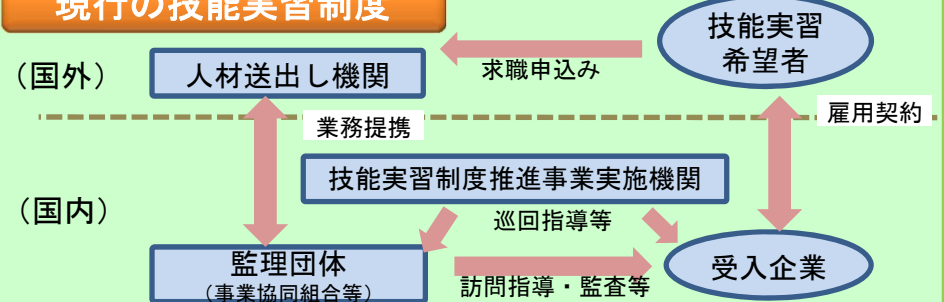 現行の技能実習制度
技能実習
希望者
(国外)
人材送出し機関
求職申込み
雇用契約
業務提携
技能実習制度推進事業実施機関
(国内)
巡回指導等
監理団体
(事業協同組合等)
訪問指導・監査等
受入企業